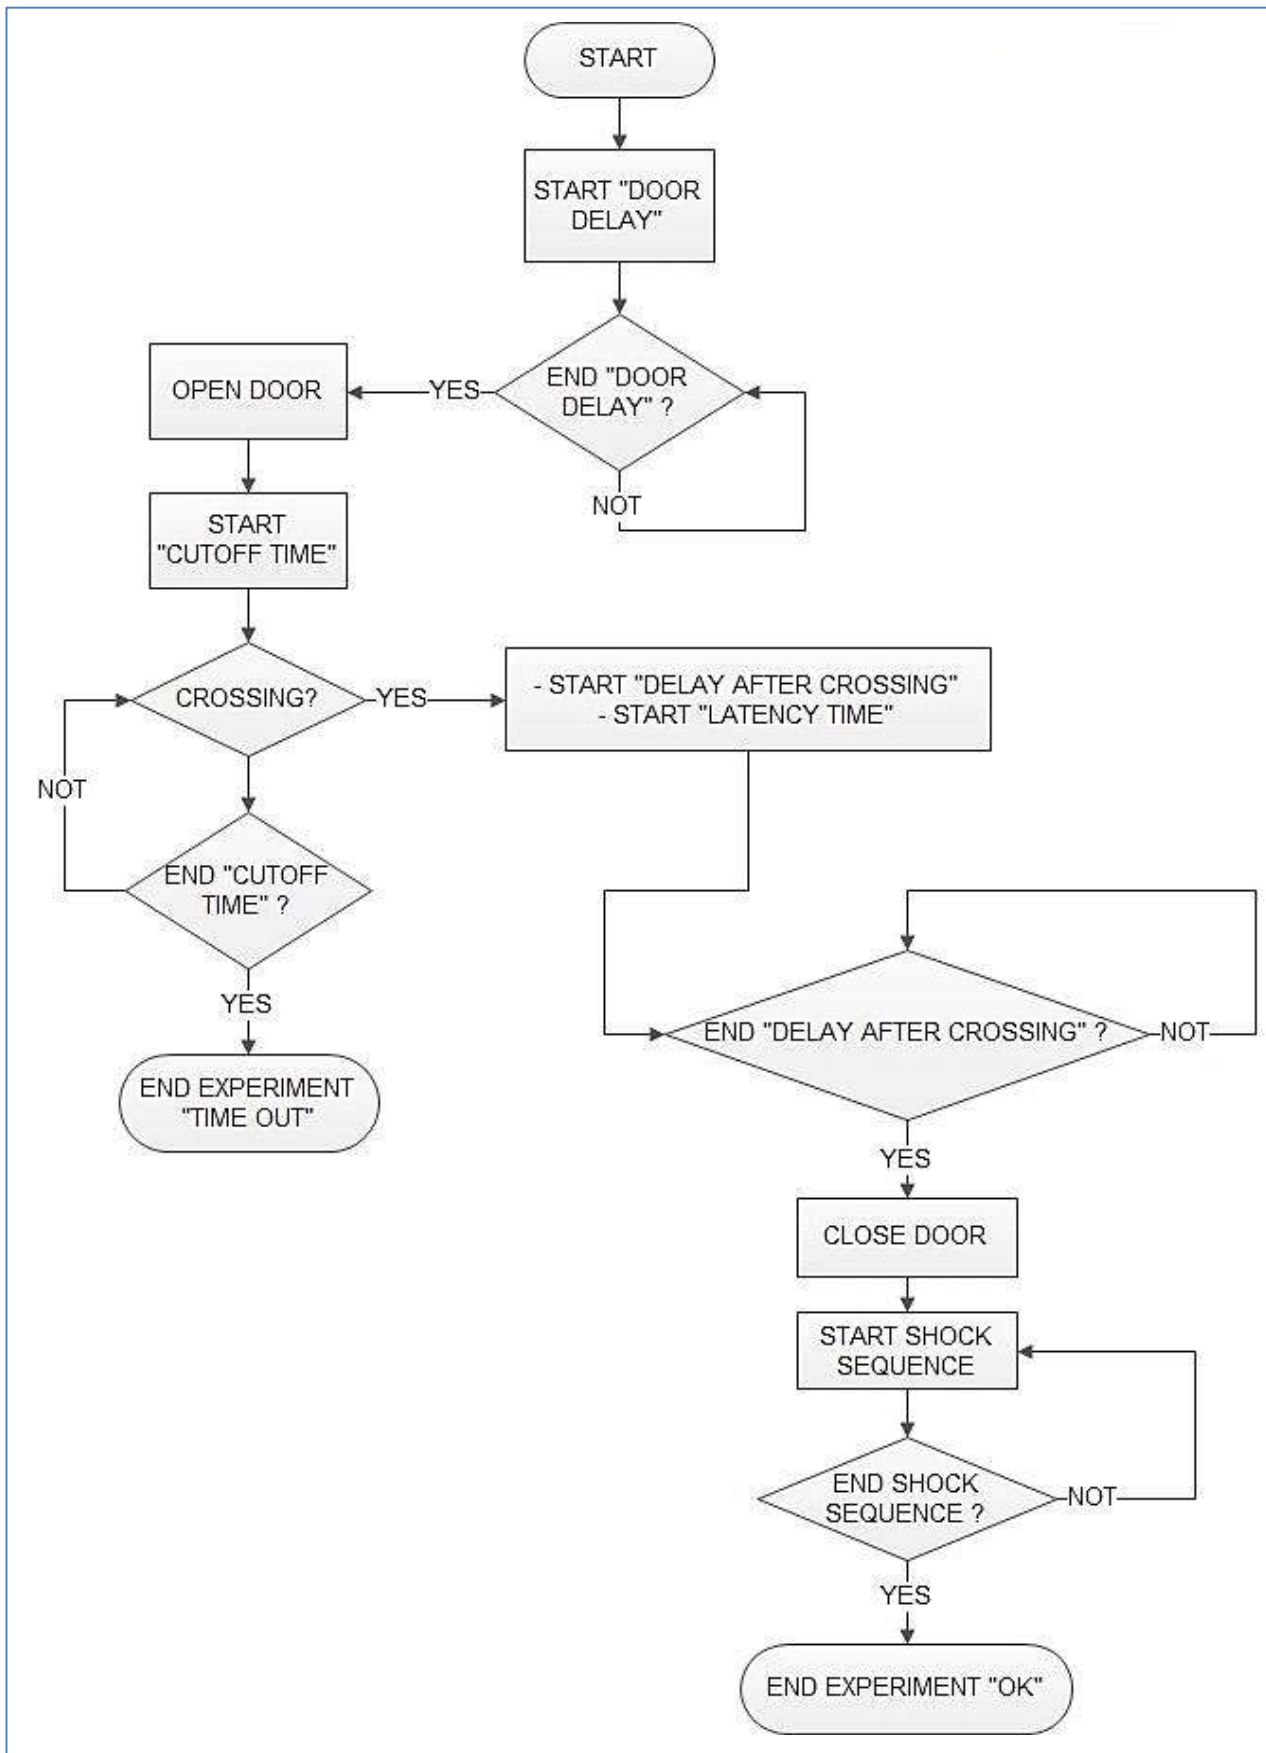 START
START "DOOR
DELAY"
END "DOOR
DELAY" ?
YES
OPEN DOOR
NOT
START
"CUTOFF TIME"
CROSSING?
YES
- START "DELAY AFTER CROSSING"
- START "LATENCY TIME"
NOT
END "CUTOFF
TIME" ?
YES
END EXPERIMENT
"TIME OUT"
END "DELAY AFTER CROSSING" ?
NOT
YES
CLOSE DOOR
START SHOCK
SEQUENCE
END SHOCK
SEQUENCE ?
NOT
YES
END EXPERIMENT "OK"